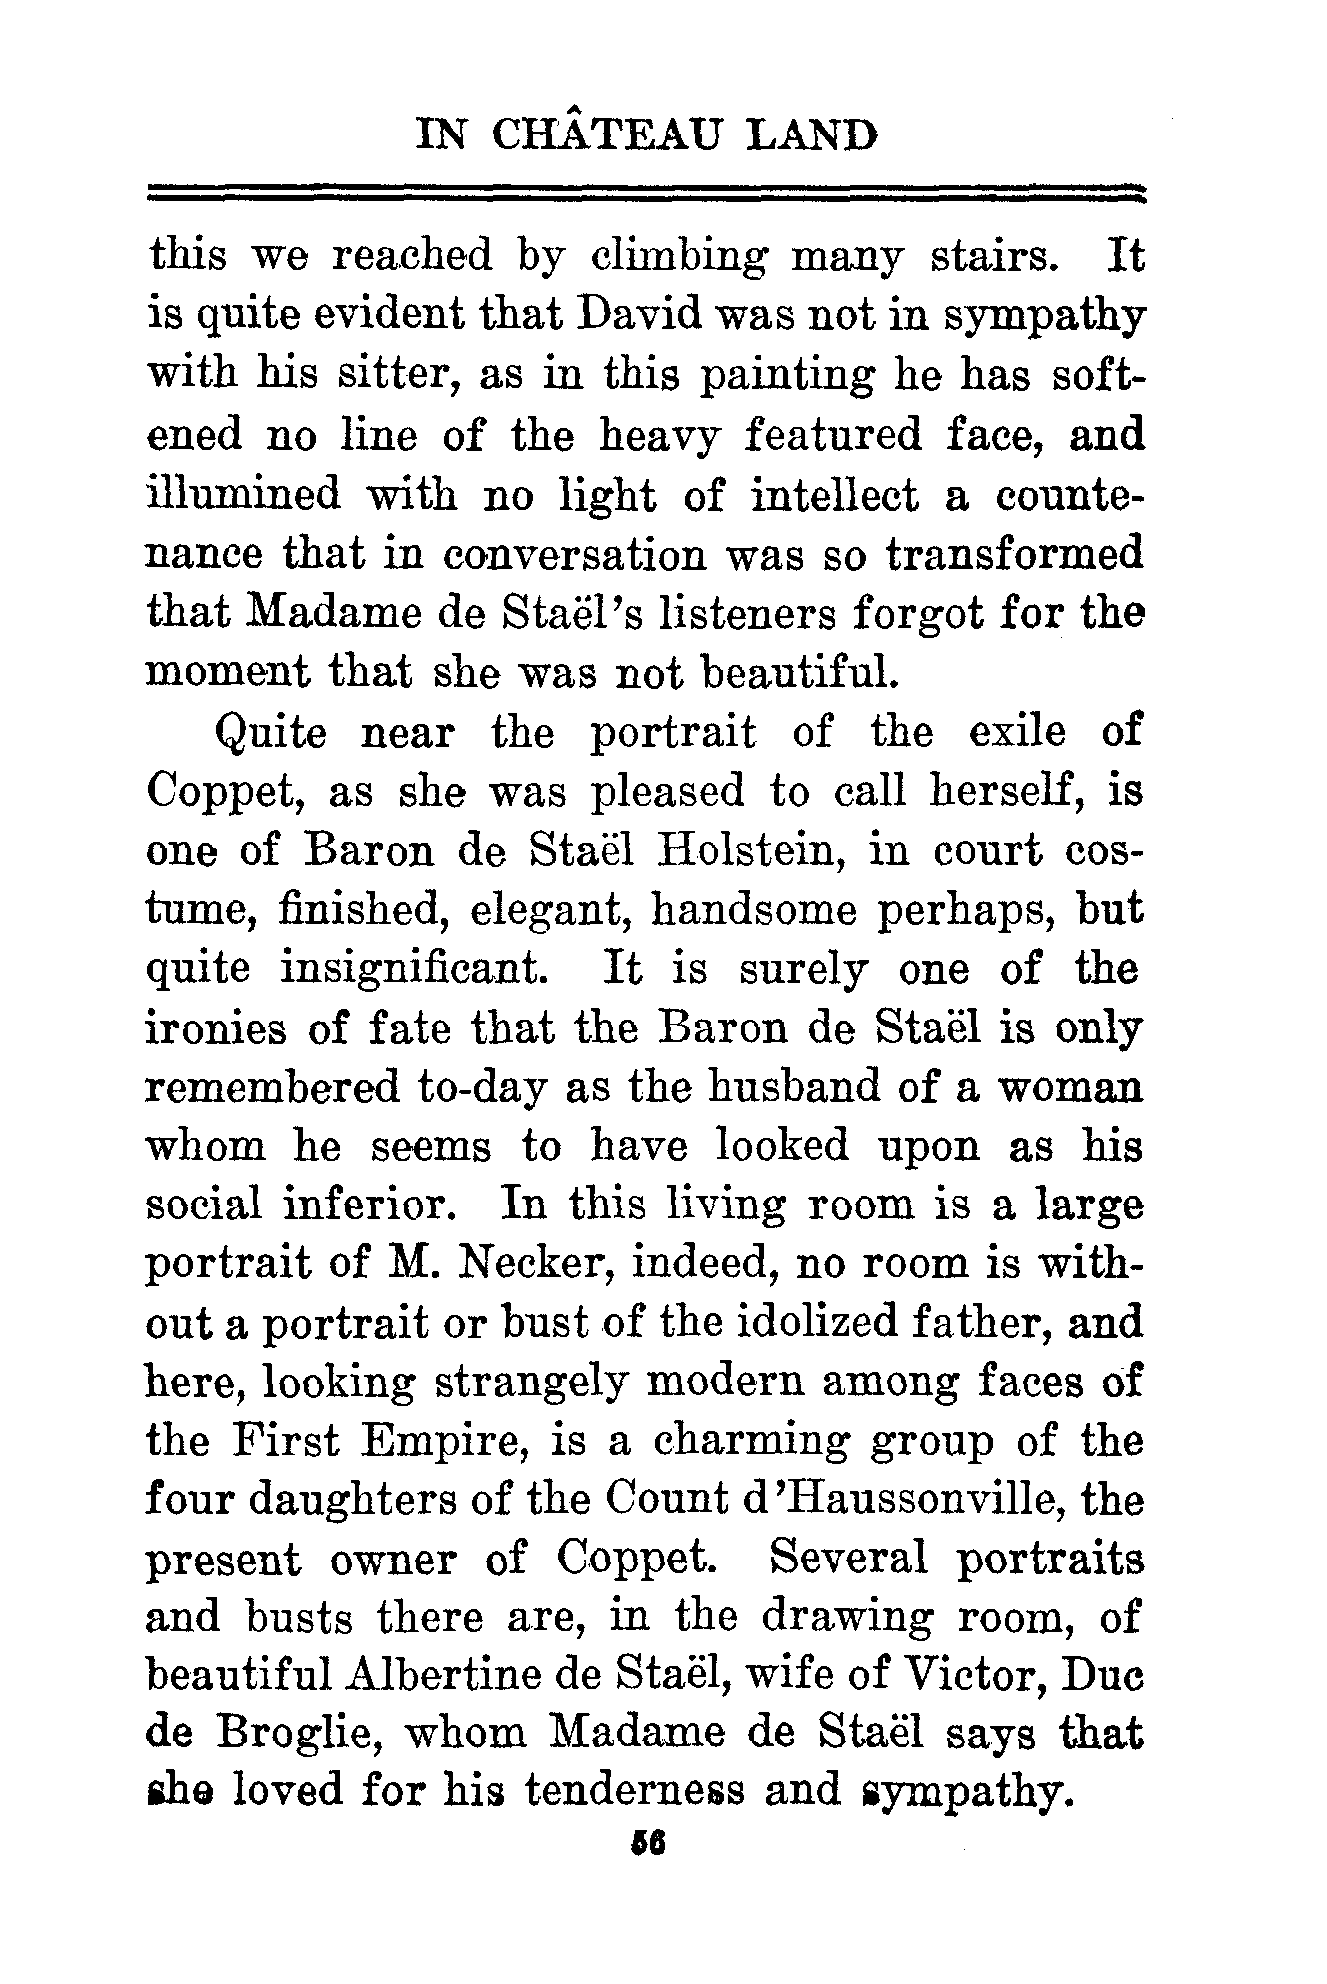 IN CHÂTEAU LAND
this we reached by climbing many stairs. It
is quite evident that David was not in sympathy
with his sitter, as in this painting he has soft-
ened no line of the heavy featured face, and
illumined with no light of intellect a counte-
nance that in conversation was so transformed
that Madame de Staël's listeners forgot for the
moment that she was not beautiful.
Quite near the portrait of the exile of
Coppet, as she was pleased to call herself, is
one of Baron de Staël Holstein, in court cos-
tume, finished, elegant, handsome perhaps, but
quite insignificant. It is surely one of the
ironies of fate that the Baron de Staël is only
remembered to-day as the husband of a woman
whom he seems to have looked upon as his
social inferior. In this living room is a large
portrait of M. Necker, indeed, no room is with-
out a portrait or bust of the idolized father, and
here, looking strangely modern among faces of
the First Empire, is a charming group of the
four daughters of the Count d'Haussonville, the
present owner of Coppet. Several portraits
and busts there are, in the drawing room, of
beautiful Albertine de Staël, wife of Victor, Duc
de Broglie, whom Madame de Staël says that
she loved for his tenderness and sympathy.
56